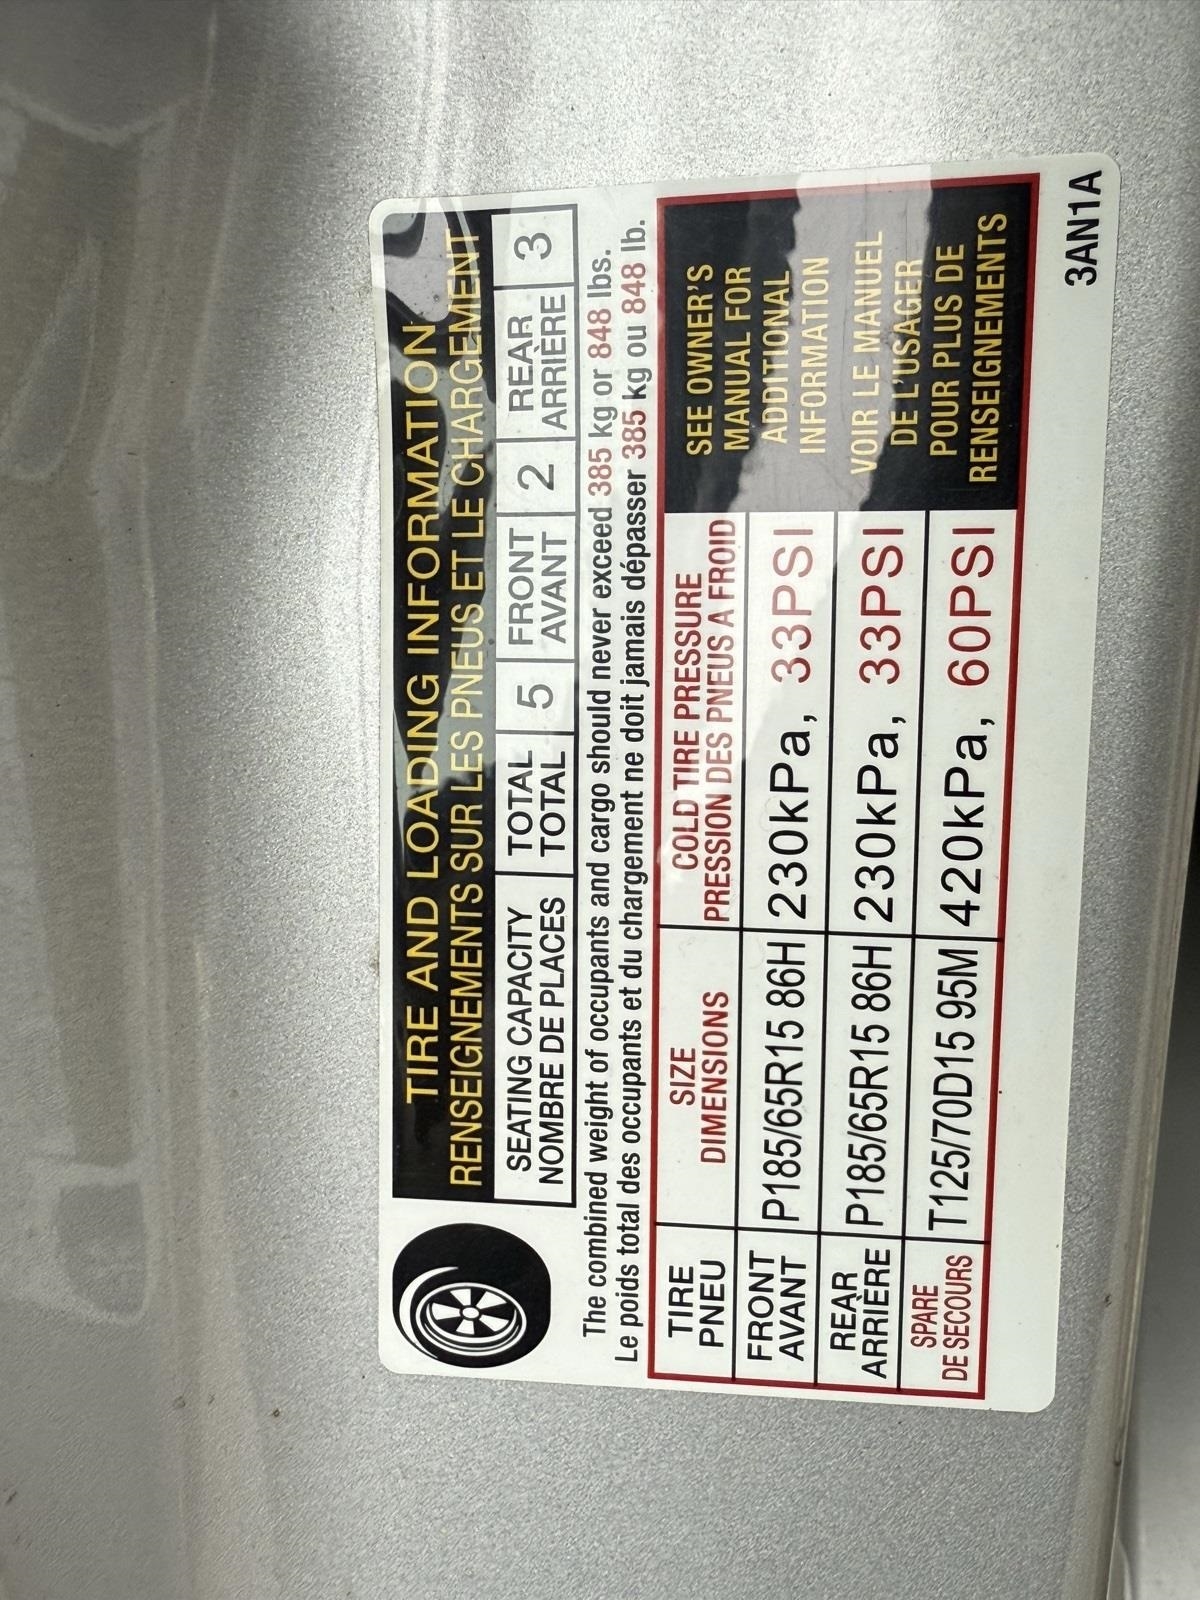 TIRE AND LOADING INFORMATION
RENSEIGNEMENTS SUR LES PNEUS ET LE CHARGEMENT
SEATING CAPACITY TOTAL 5 FRONT 2 REAR 3
NOMBRE DE PLACES TOTAL AVANT ARRIÈRE
The combined weight of occupants and cargo should never exceed 385 kg or 848 lbs.
Le poids total des occupants et du chargement ne doit jamais dépasser 385 kg ou 848 lb.
TIRE SIZE COLD TIRE PRESSURE
PNEU DIMENSIONS PRESSION DES PNEUS A FROID
FRONT
AVANT P185/65R15 86H 230kPa, 33PSI
REAR
ARRIÈRE P185/65R15 86H 230kPa, 33PSI
SPARE
DE SECOURS T125/70D15 95M 420kPa, 60PSI
SEE OWNER'S
MANUAL FOR
ADDITIONAL
INFORMATION
VOIR LE MANUEL
DE L'USAGER
POUR PLUS DE
RENSEIGNEMENTS
3AN1A